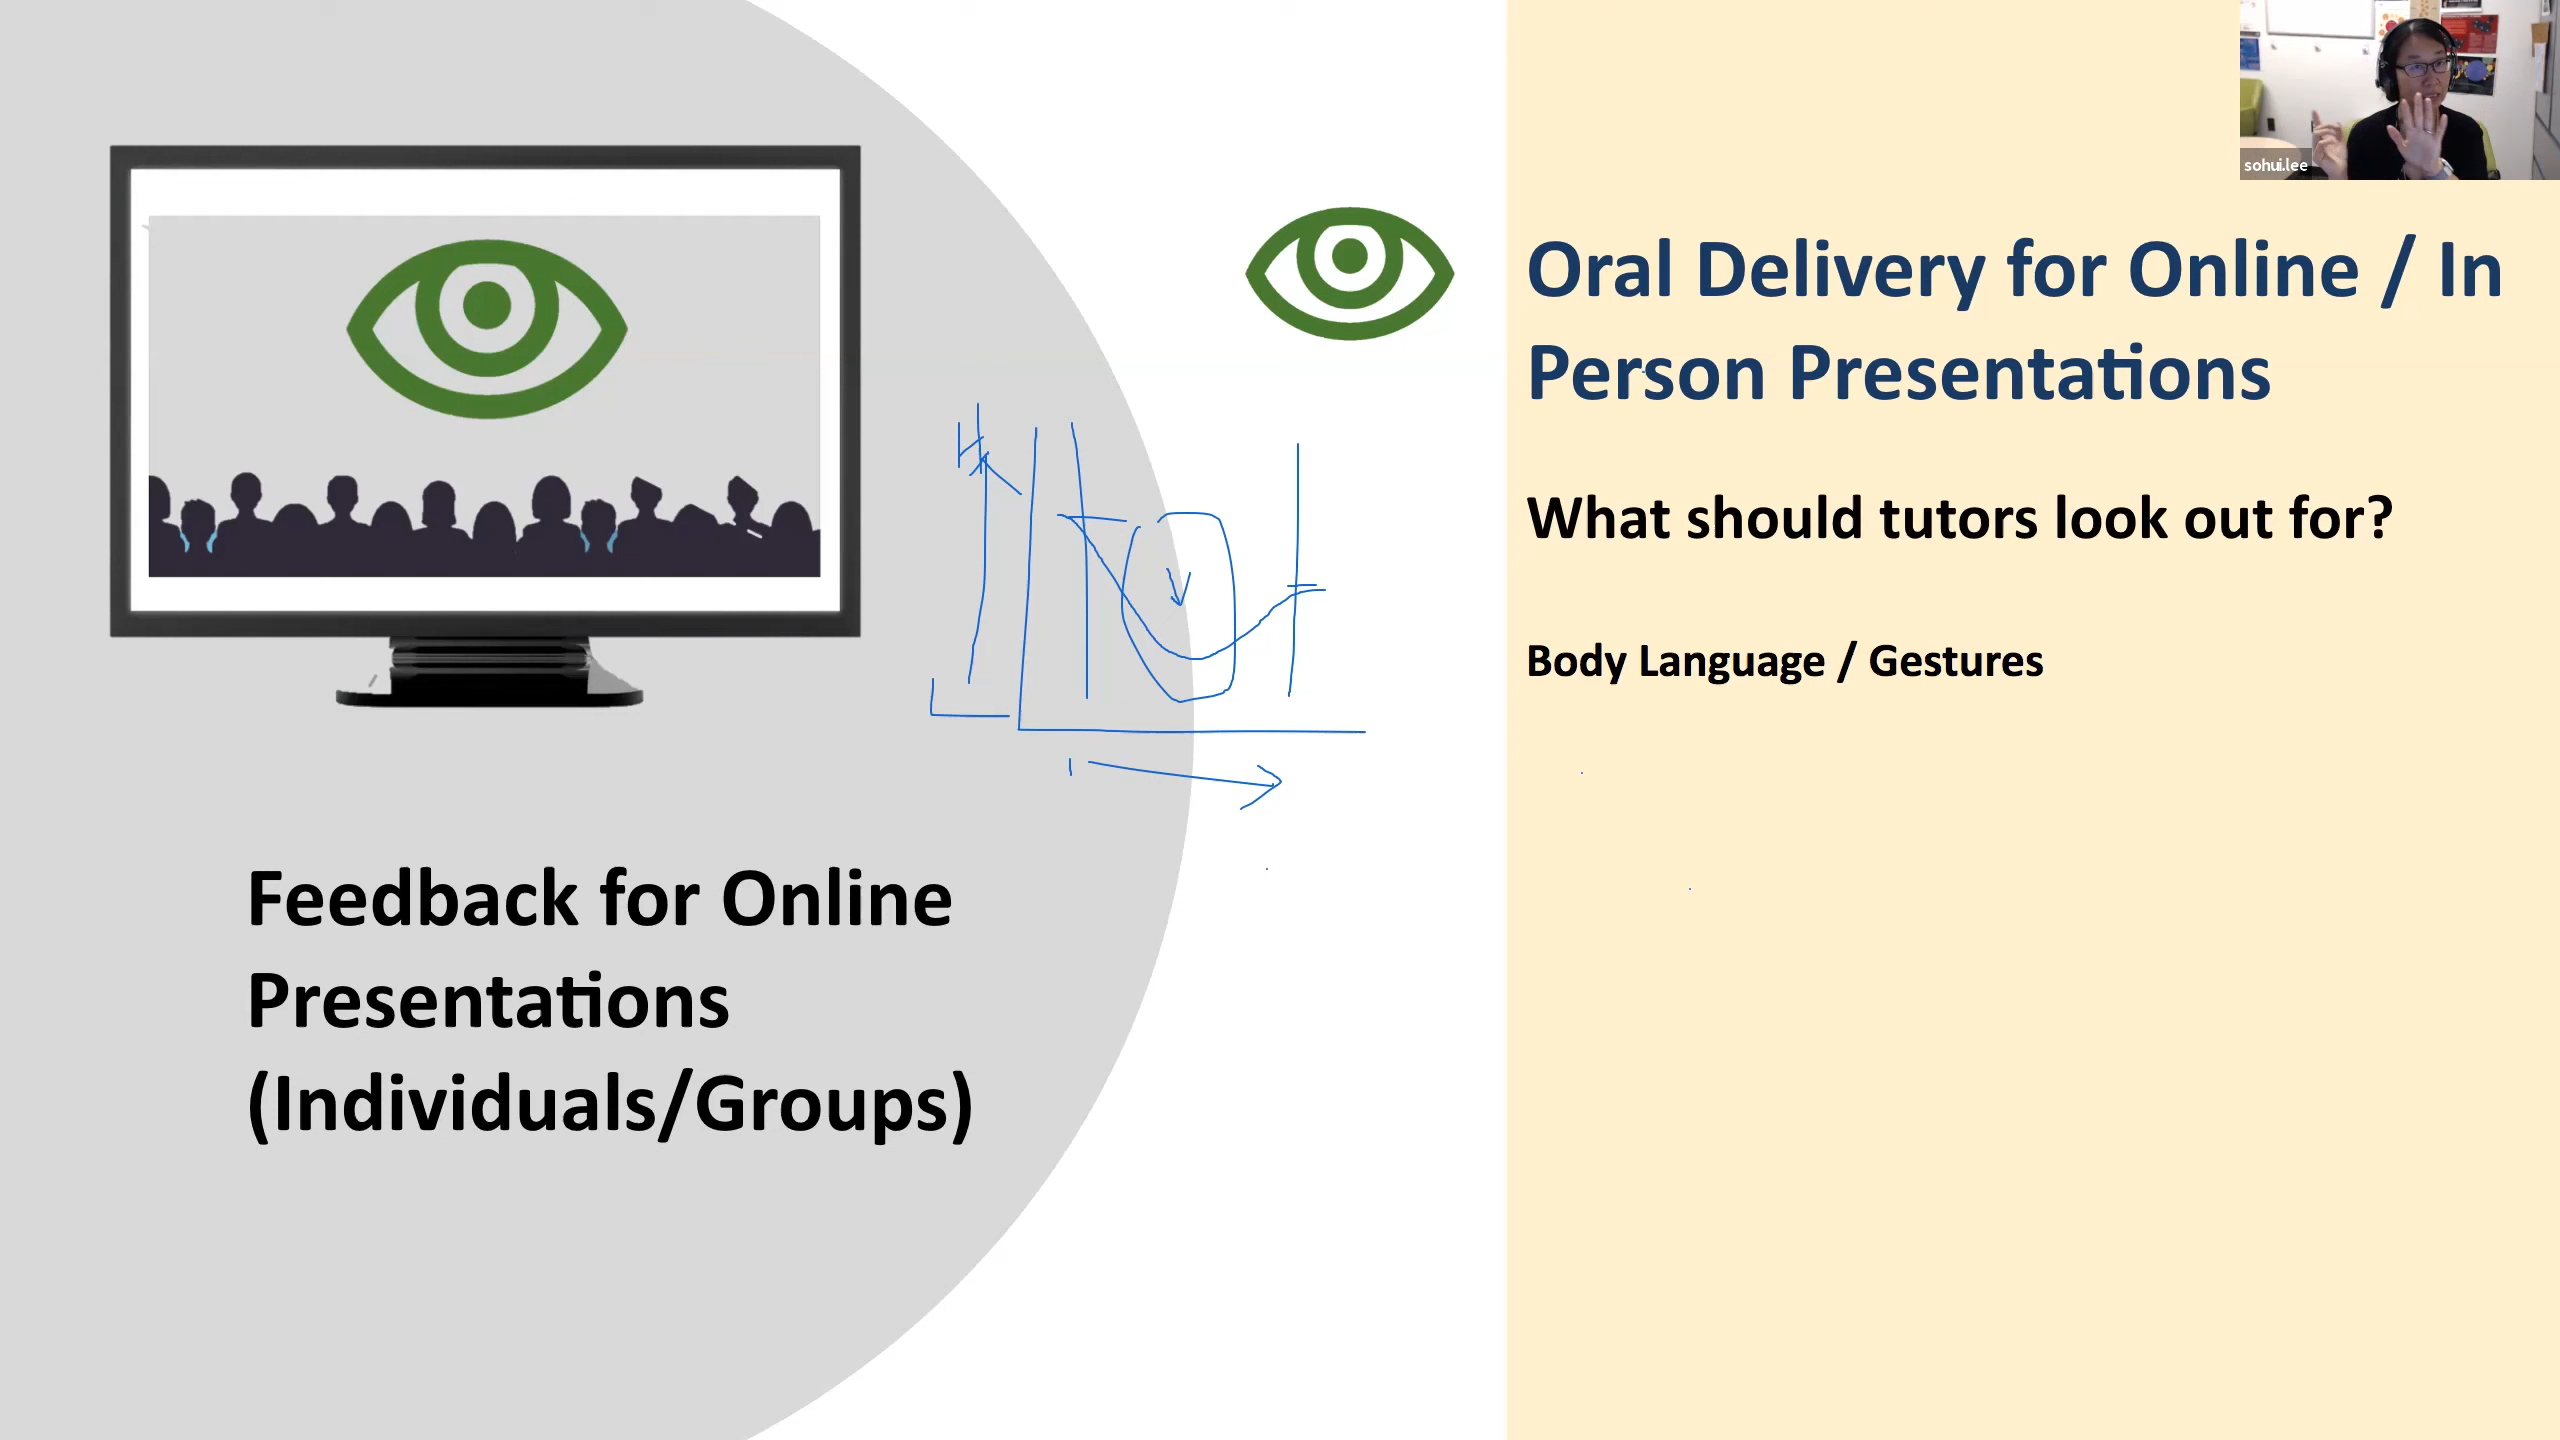 sohui.lee
Oral Delivery for Online / In
Person Presentations
What should tutors look out for?
Body Language / Gestures
Feedback for Online
Presentations
(Individuals/Groups)